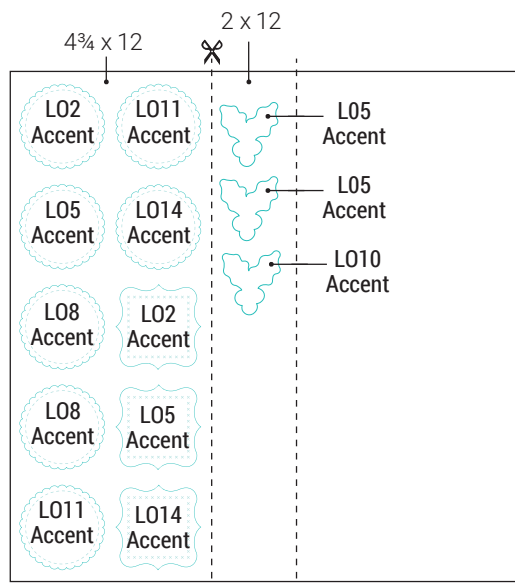 4¾ x 12
2 x 12
LO2
Accent
LO11
Accent
LO5
Accent
LO5
Accent
LO14
Accent
LO5
Accent
LO10
Accent
LO8
Accent
LO2
Accent
LO8
Accent
LO5
Accent
LO11
Accent
LO14
Accent